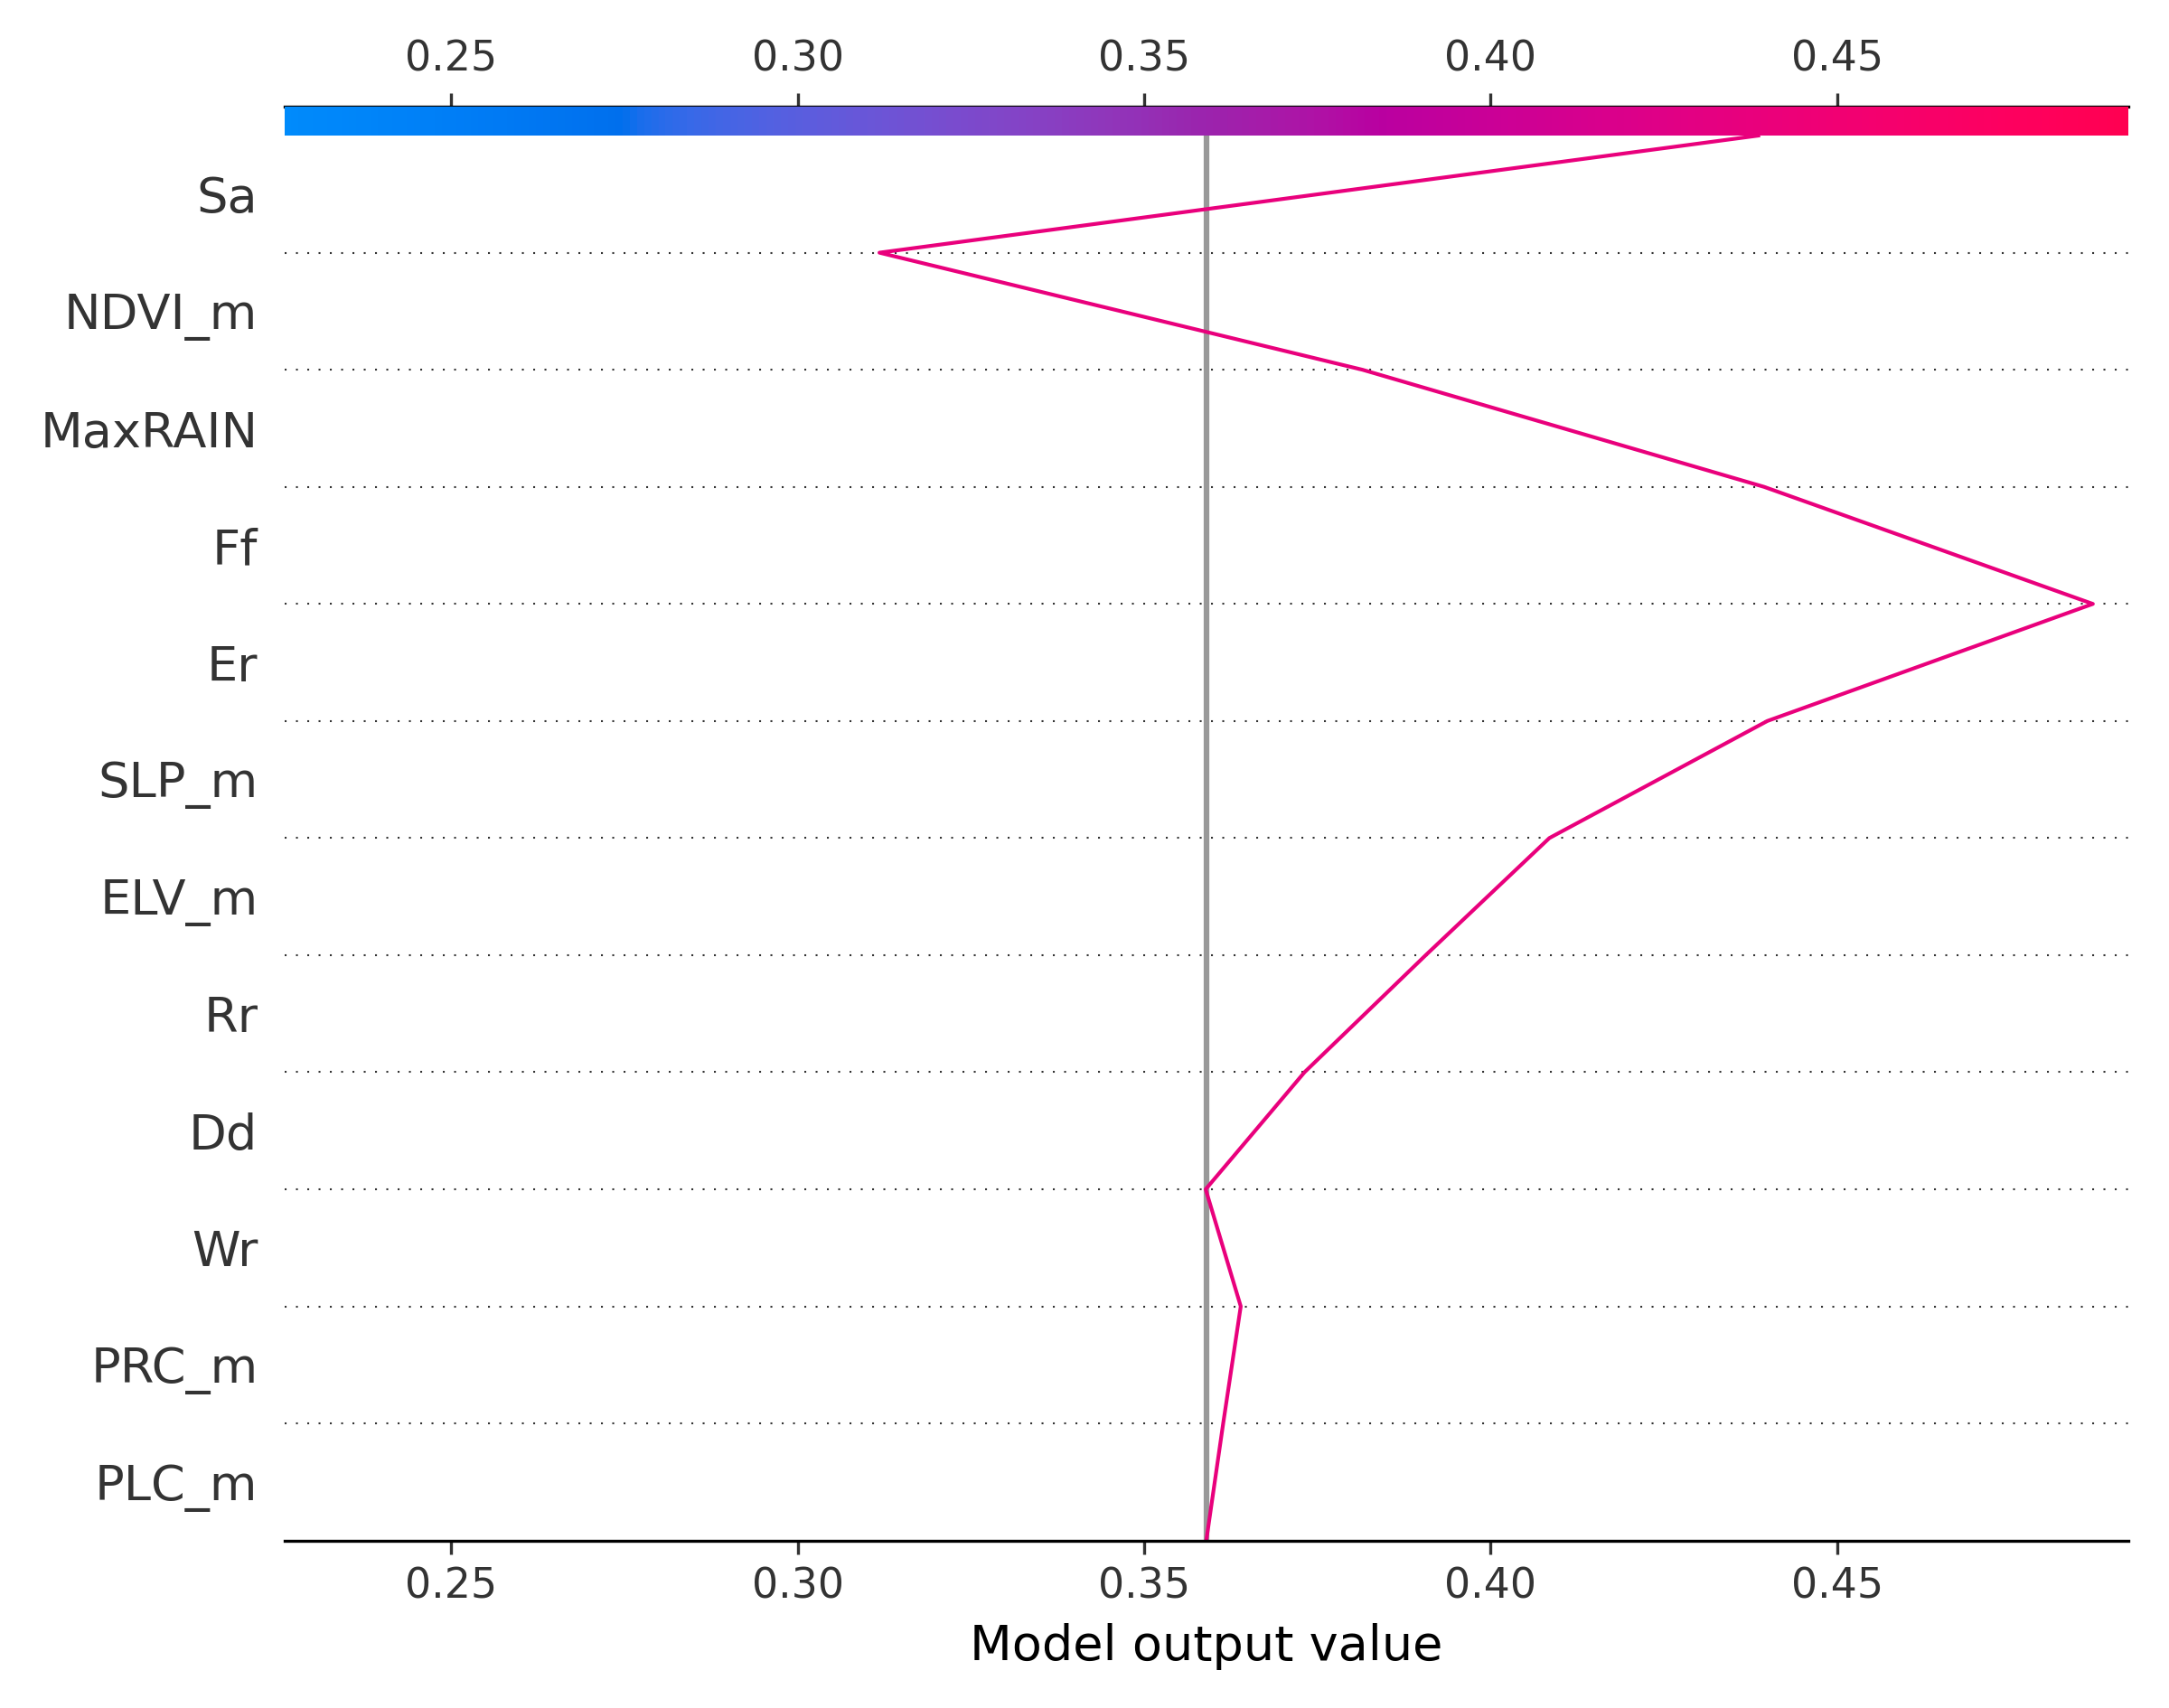 0.25 0.30 0.35 0.40 0.45
Sa
NDVI_m
MaxRAIN
Ff
Er
SLP_m
ELV_m
Rr
Dd
Wr
PRC_m
PLC_m
0.25 0.30 0.35 0.40 0.45
Model output value